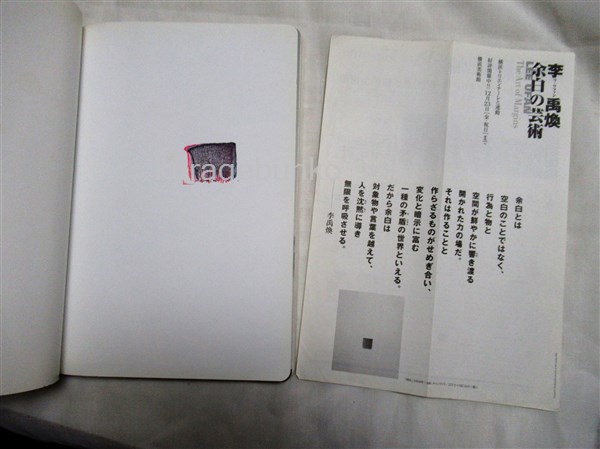 李 禹煥
余白の芸術
LEE UFAN
The Art of Margins
横浜美術館
余白とは
空白のことではなく、
行為と物と
空間が鮮やかに響き渡る
開かれた力の場だ。
それは作ることと
作らざるものがせめぎ合い、
変化と暗示に富む
一種の矛盾の世界といえる。
だから余白は
対象物や言葉を越えて、
人を沈黙に導き
無限を呼吸させる。
李禹煥